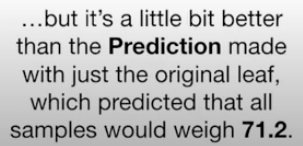 ...but it's a little bit better
than the Prediction made
with just the original leaf,
which predicted that all
samples would weigh 71.2.